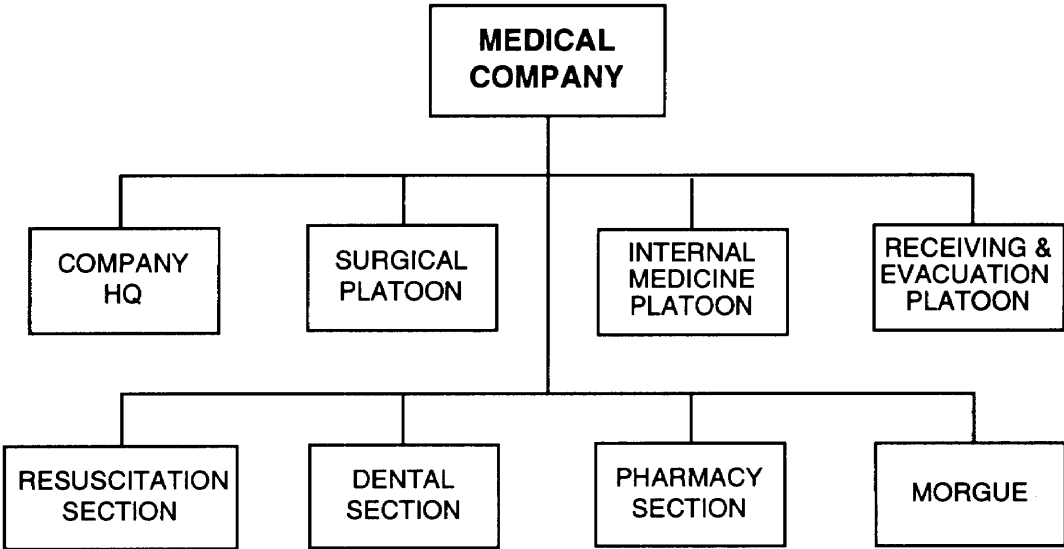 MEDICAL
COMPANY
COMPANY
HQ
SURGICAL
PLATOON
INTERNAL
MEDICINE
PLATOON
RECEIVING &
EVACUATION
PLATOON
RESUSCITATION
SECTION
DENTAL
SECTION
PHARMACY
SECTION
MORGUE